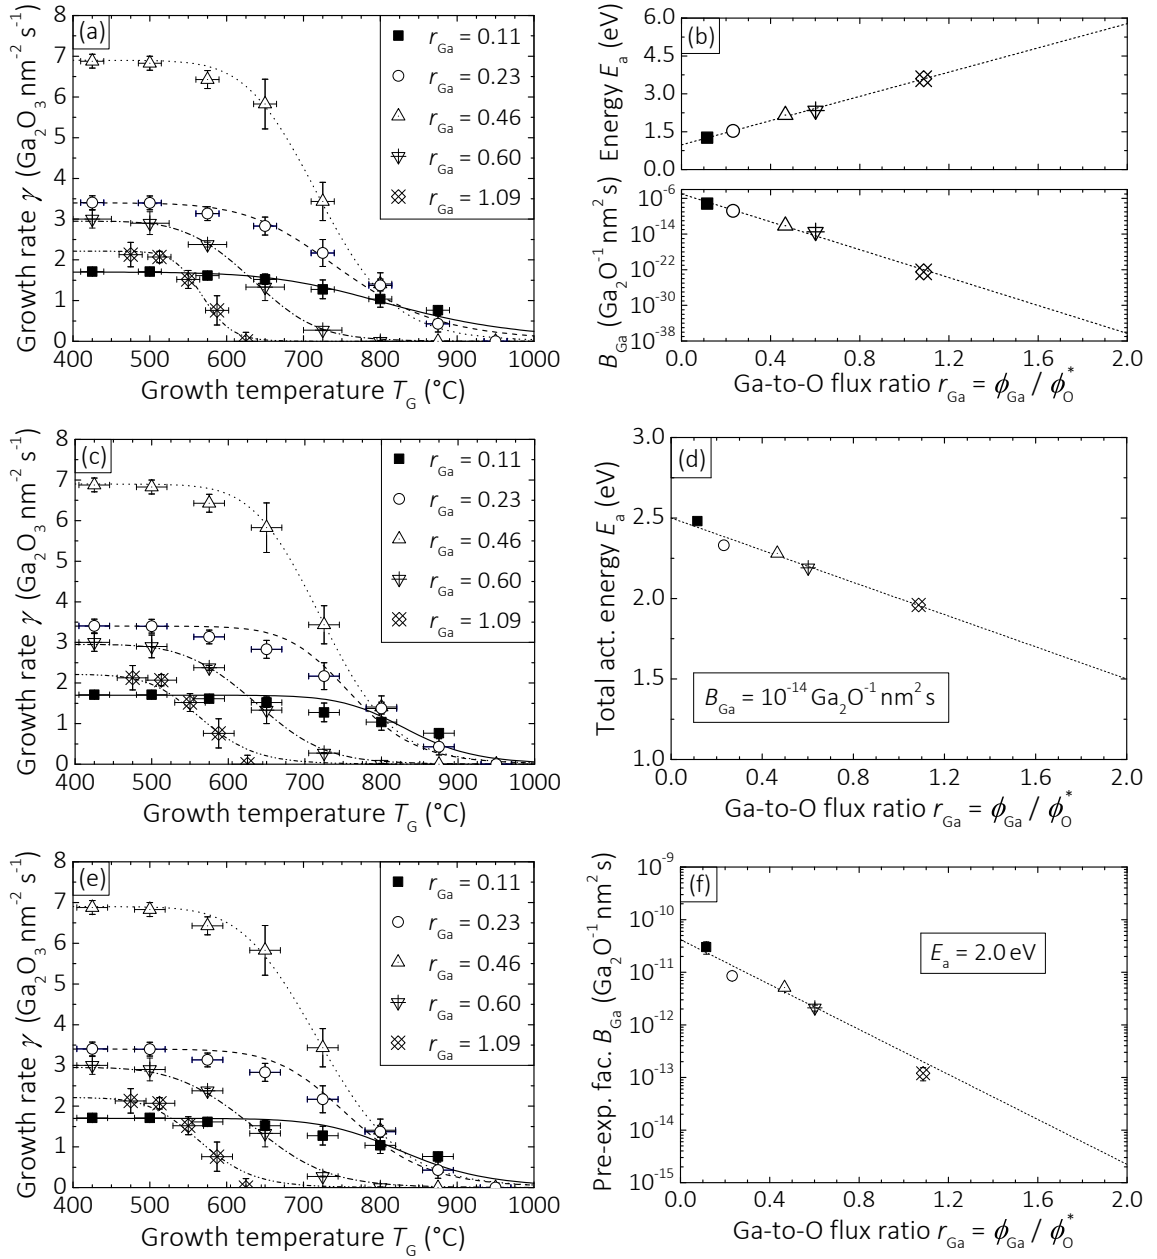 (a)
r_Ga = 0.11
r_Ga = 0.23
r_Ga = 0.46
r_Ga = 0.60
r_Ga = 1.09
Growth rate γ (Ga₂O₃ nm⁻² s⁻¹)
8
7
6
5
4
3
2
1
0
400 500 600 700 800 900 1000
Growth temperature T_G (°C)
(b)
Energy E_a (eV)
6.0
4.5
3.0
1.5
0.0
B_Ga (Ga₂O⁻¹ nm² s)
10⁻⁶
10⁻¹⁴
10⁻²²
10⁻³⁰
10⁻³⁸
0.0 0.4 0.8 1.2 1.6 2.0
Ga-to-O flux ratio r_Ga = ϕ_Ga / ϕ_O*
(c)
r_Ga = 0.11
r_Ga = 0.23
r_Ga = 0.46
r_Ga = 0.60
r_Ga = 1.09
Growth rate γ (Ga₂O₃ nm⁻² s⁻¹)
8
7
6
5
4
3
2
1
0
400 500 600 700 800 900 1000
Growth temperature T_G (°C)
(d)
Total act. energy E_a (eV)
3.0
2.5
2.0
1.5
1.0
B_Ga = 10⁻¹⁴ Ga₂O⁻¹ nm² s
0.0 0.4 0.8 1.2 1.6 2.0
Ga-to-O flux ratio r_Ga = ϕ_Ga / ϕ_O*
(e)
r_Ga = 0.11
r_Ga = 0.23
r_Ga = 0.46
r_Ga = 0.60
r_Ga = 1.09
Growth rate γ (Ga₂O₃ nm⁻² s⁻¹)
8
7
6
5
4
3
2
1
0
400 500 600 700 800 900 1000
Growth temperature T_G (°C)
(f)
Pre-exp. fac. B_Ga (Ga₂O⁻¹ nm² s)
10⁻⁹
10⁻¹⁰
10⁻¹¹
10⁻¹²
10⁻¹³
10⁻¹⁴
10⁻¹⁵
E_a = 2.0 eV
0.0 0.4 0.8 1.2 1.6 2.0
Ga-to-O flux ratio r_Ga = ϕ_Ga / ϕ_O*